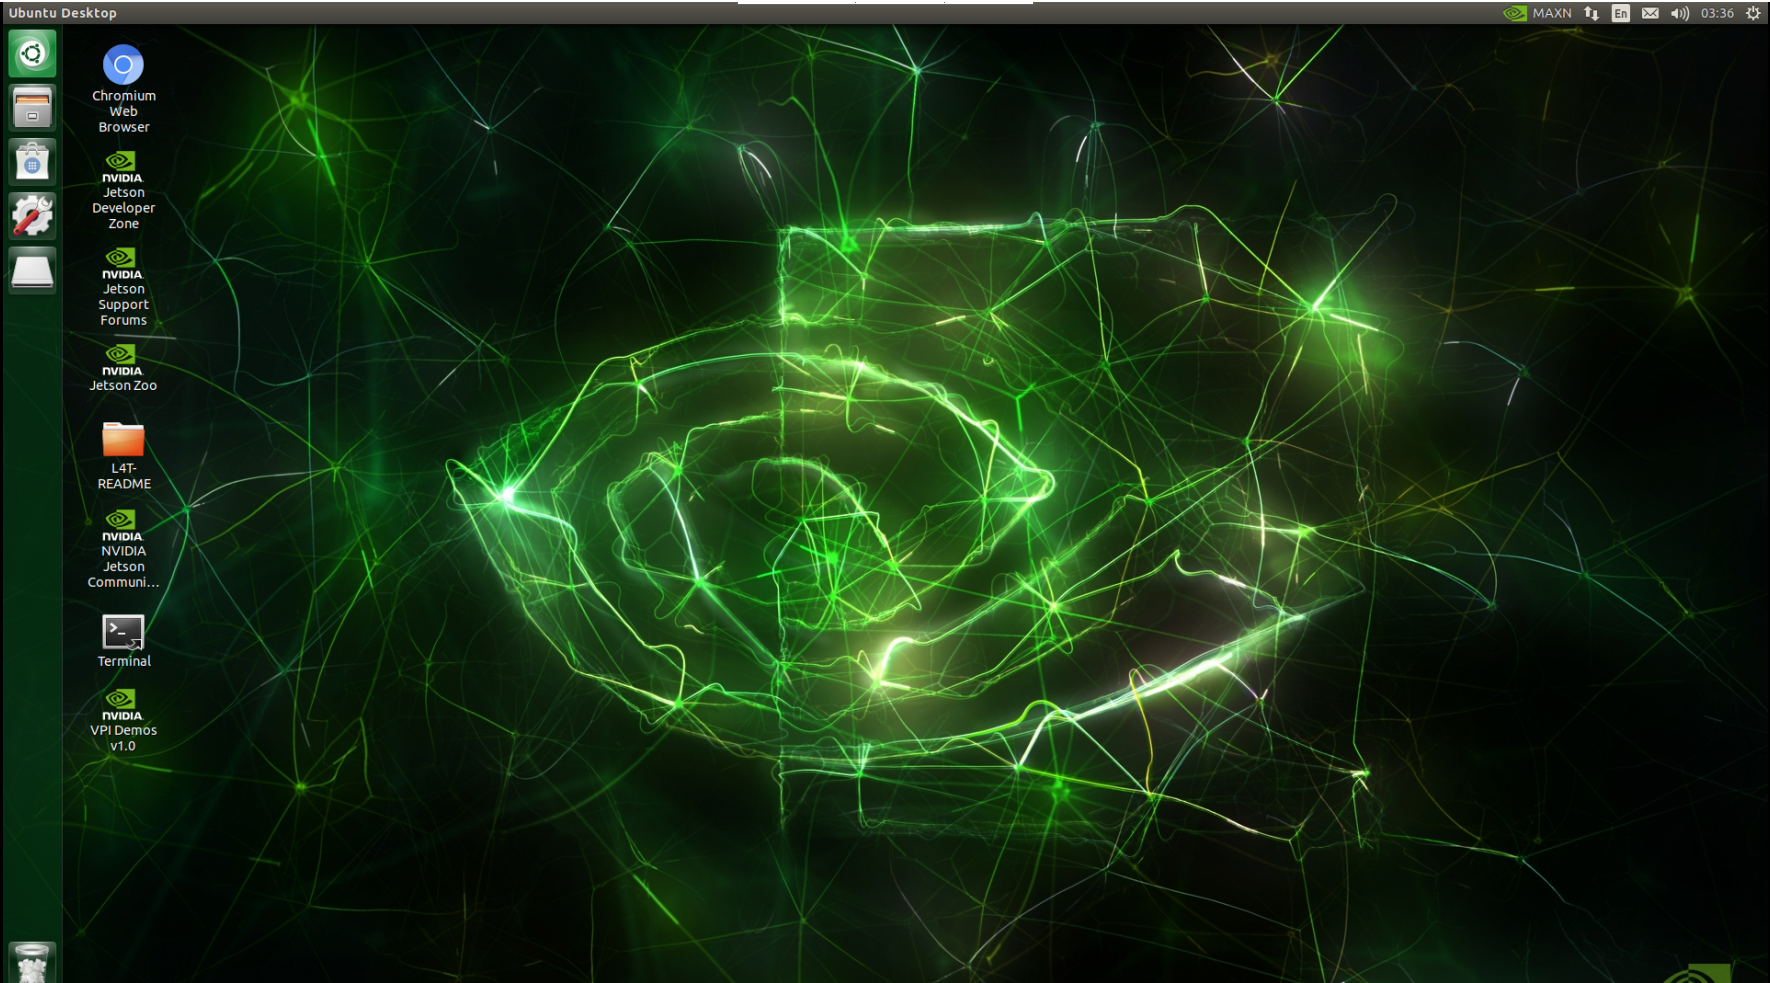 Ubuntu Desktop
MAXN
En
03:36
Chromium
Web
Browser
NVIDIA.
Jetson
Developer
Zone
NVIDIA.
Jetson
Support
Forums
NVIDIA.
Jetson Zoo
L4T-
README
NVIDIA.
NVIDIA
Jetson
Communi...
>_
Terminal
NVIDIA.
VPI Demos
v1.0